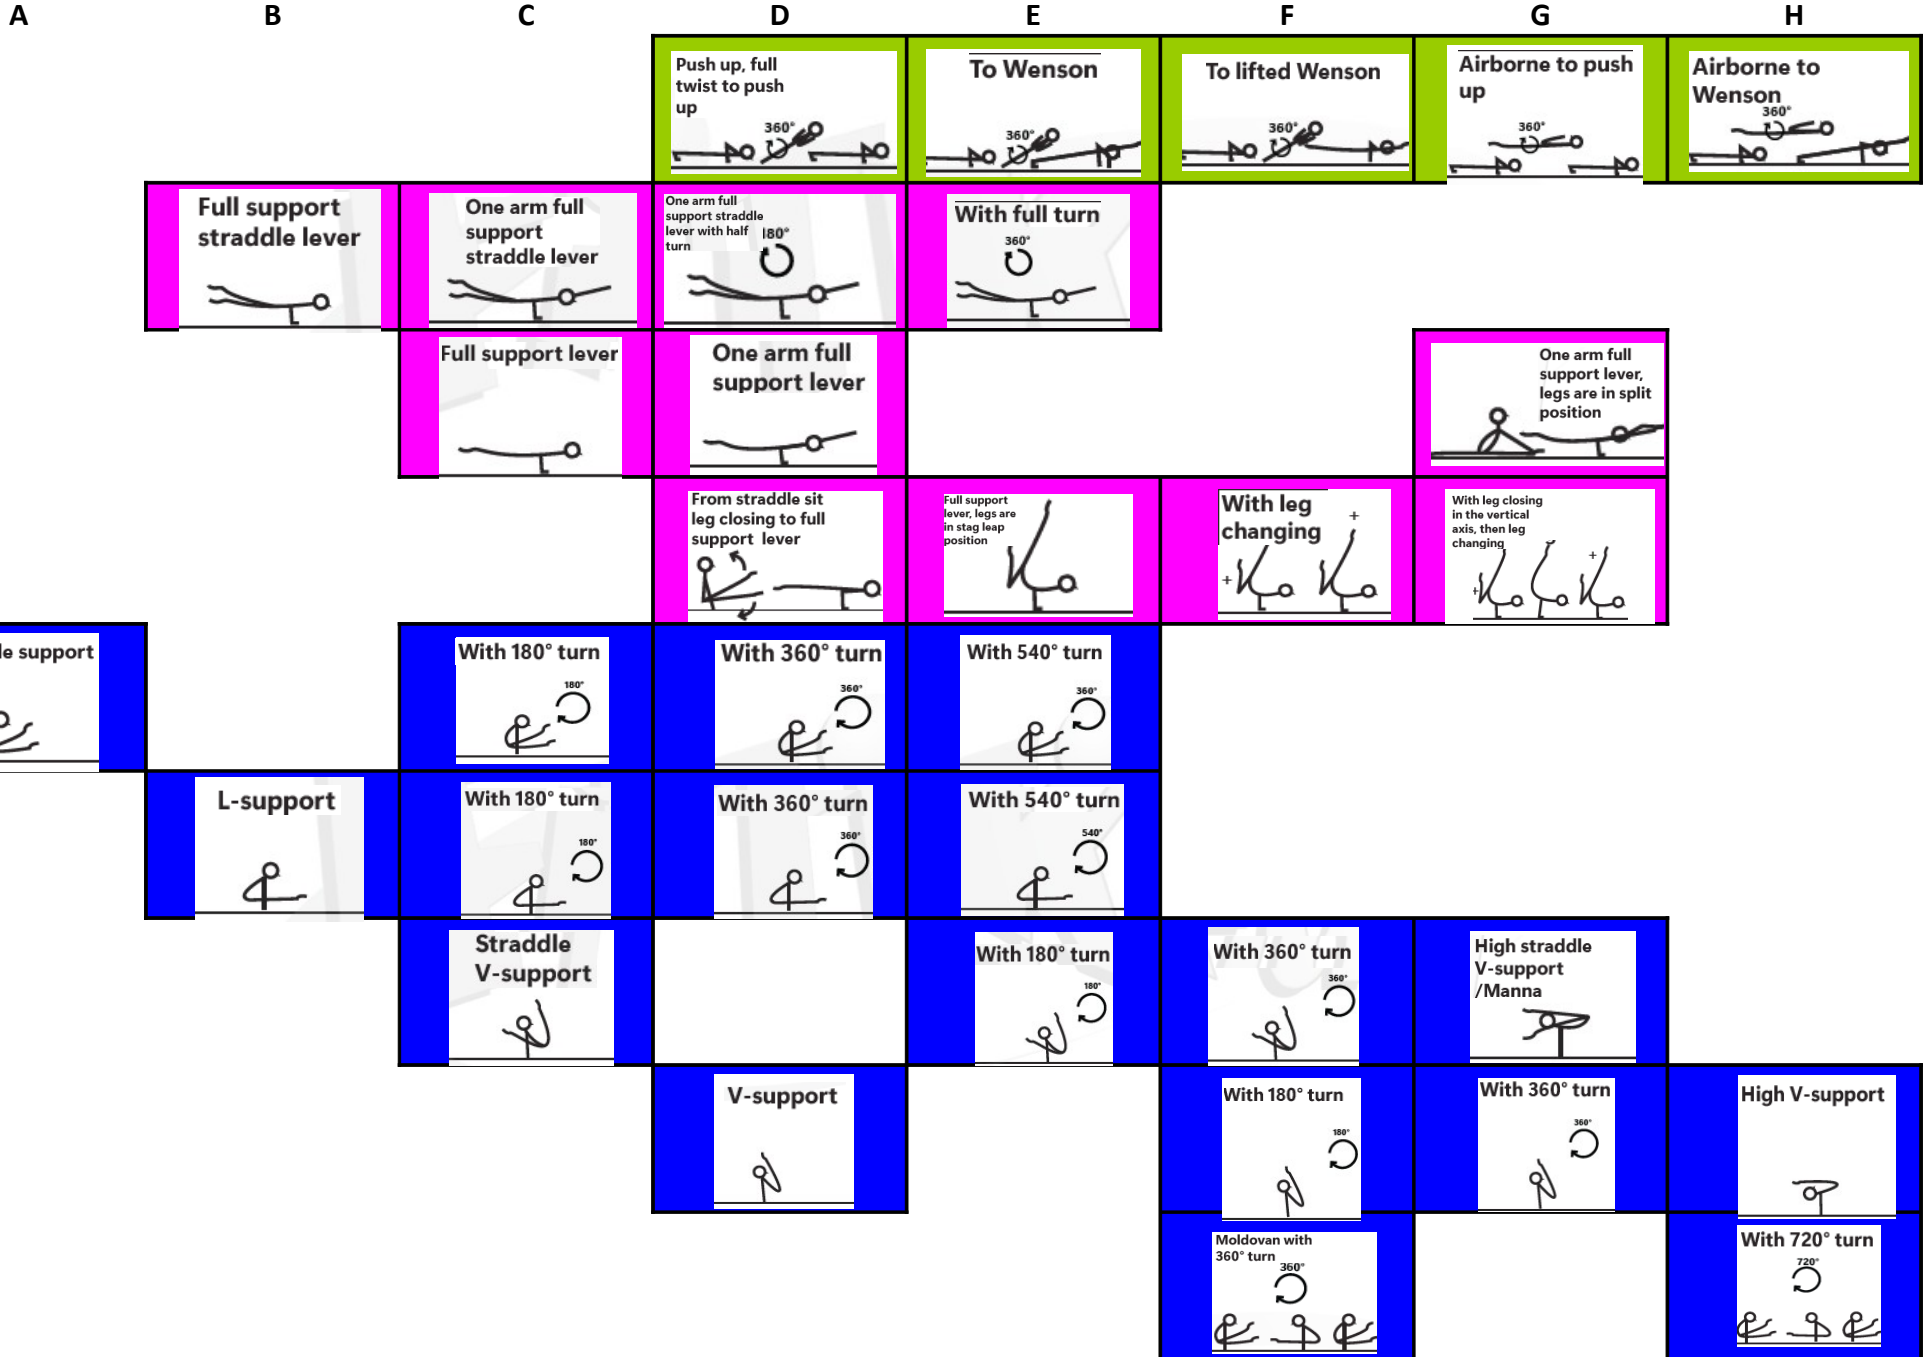 A B C D E F G H
Push up, full
twist to push
up
360°
To Wenson
360°
To lifted Wenson
360°
Airborne to push
up
360°
Airborne to
Wenson
360°
Full support
straddle lever
One arm full
support
straddle lever
One arm full
support straddle
lever with half
turn
180°
With full turn
360°
Full support lever
One arm full
support lever
One arm full
support lever,
legs are in split
position
From straddle sit
leg closing to full
support lever
Full support
lever, legs are
in stag leap
position
With leg
changing
+
+
With leg closing
in the vertical
axis, then leg
changing
+
+
le support
With 180° turn
180°
With 360° turn
360°
With 540° turn
360°
L-support
With 180° turn
180°
With 360° turn
360°
With 540° turn
540°
Straddle
V-support
With 180° turn
180°
With 360° turn
360°
High straddle
V-support
/Manna
V-support
With 180° turn
180°
With 360° turn
360°
High V-support
Moldovan with
360° turn
360°
With 720° turn
720°